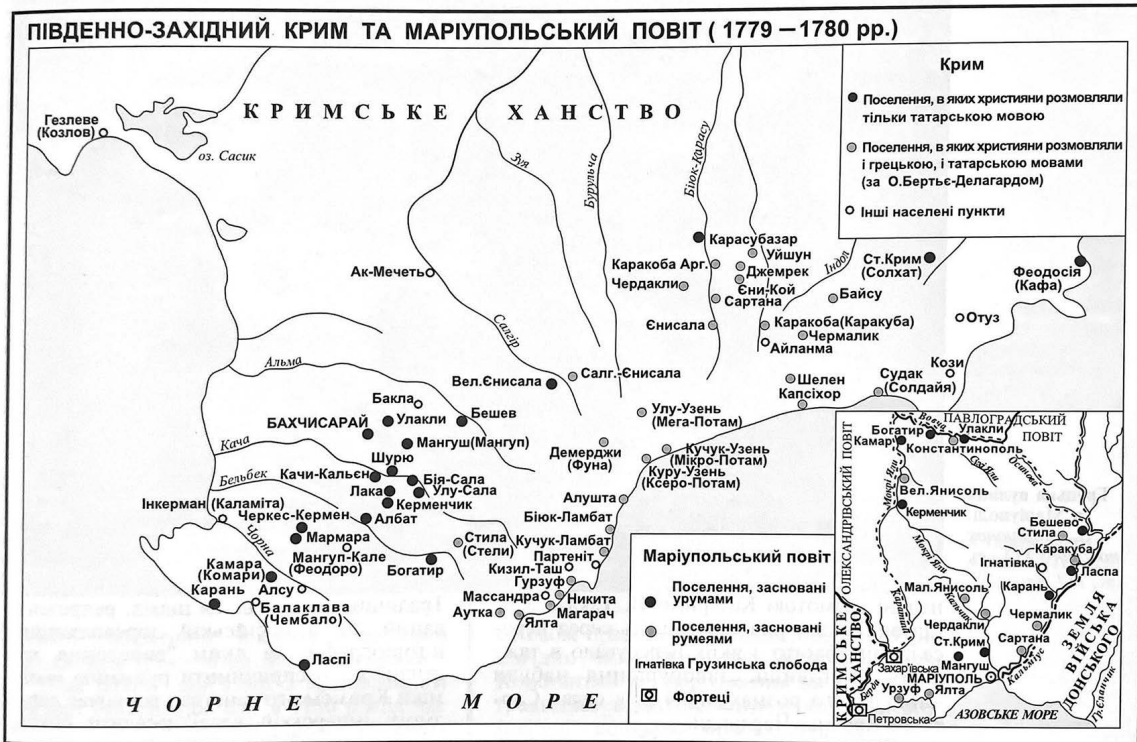 ПІВДЕННО-ЗАХІДНИЙ КРИМ ТА МАРІУПОЛЬСЬКИЙ ПОВІТ ( 1779 – 1780 рр.)
КРИМСЬКЕ ХАНСТВО
Гезлеве
(Козлов)
оз. Сасик
Зуя
Бурульча
Біюк-Карасу
Карасубазар
Уйшун
Каракоба Арг.
Джемрек
Чердакли
Єни-Кой
Сартана
Індол
Ст.Крим
(Солхат)
Феодосія
(Кафа)
Байсу
Отуз
Ак-Мечеть
Салгір
Єнисала
Каракоба(Каракуба)
Чермалик
Айланма
Кози
Альма
Вел.Єнисала
Салг.-Єнисала
Шелен
Капсіхор
Судак
(Солдайя)
Бакла
БАХЧИСАРАЙ
Улакли
Бешев
Мангуш(Мангуп)
Улу-Узень
(Мега-Потам)
Кача
Шурю
Демерджи
(Фуна)
Кучук-Узень
(Мікро-Потам)
Куру-Узень
(Ксеро-Потам)
Бельбек
Качи-Кальєн
Бія-Сала
Улу-Сала
Лака
Керменчик
Інкерман (Каламіта)
Черкес-Кермен
Албат
Алушта
Біюк-Ламбат
Чорна
Мармара
Мангуп-Кале
(Феодоро)
Стила
(Стели)
Кучук-Ламбат
Партеніт
Богатир
Кизил-Таш
Гурзуф
Камара
(Комари)
Алсу
Карань
Балаклава
(Чембало)
Массандра
Никита
Аутка
Ялта
Ласпі
ЧОРНЕ МОРЕ
Крим
Поселення, в яких християни розмовляли
тільки татарською мовою
Поселення, в яких християни розмовляли
і грецькою, і татарською мовами
(за О.Бертьє-Делагардом)
Інші населені пункти
Маріупольський повіт
Поселення, засновані
урумами
Поселення, засновані
румеями
Ігнатівка Грузинська слобода
Фортеці
ПАВЛОГРАДСЬКИЙ
ПОВІТ
ОЛЕКСАНДРІВСЬКИЙ ПОВІТ
Вовча
Богатир
Улакли
Камар
Константинополь
Вел.Янисоль
Керменчик
Мокрі Яли
Бешево
Стила
Каракуба
Ігнатівка
Ласпа
Карань
Мал.Янисоль
Чердакли
Чермалик
Сартана
Ст.Крим
Мангуш
МАРІУПОЛЬ
Кальміус
Захар'ївська
Урзуф
Ялта
Петровська
КРИМСЬКЕ
ХАНСТВО
ЗЕМЛЯ
ВІЙСЬКА
ДОНСЬКОГО
АЗОВСЬКЕ МОРЕ